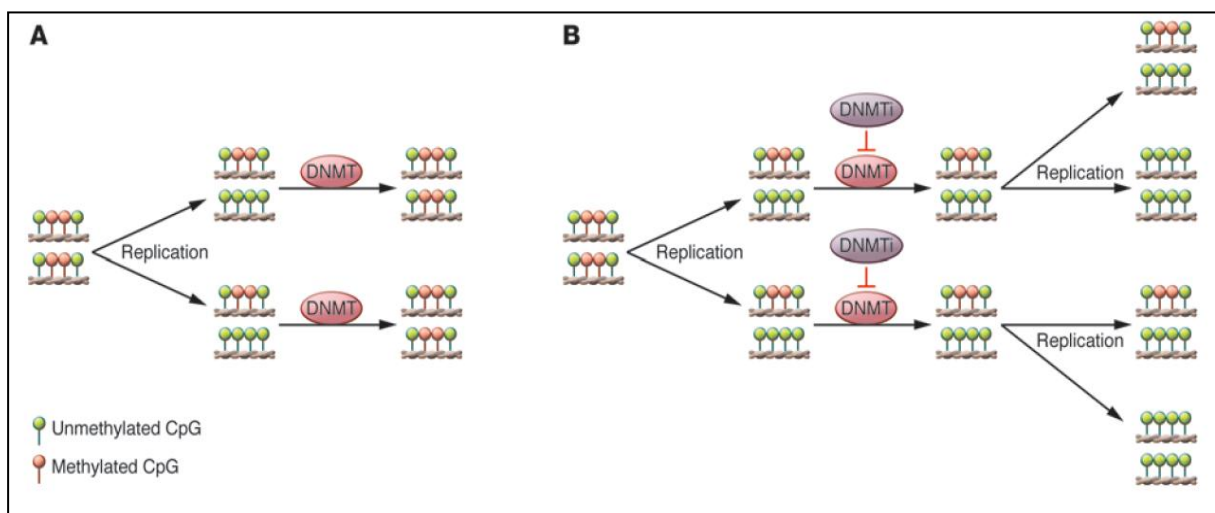 A
DNMT
Replication
DNMT
Unmethylated CpG
Methylated CpG
B
DNMTi
DNMT
Replication
DNMTi
DNMT
Replication
Replication